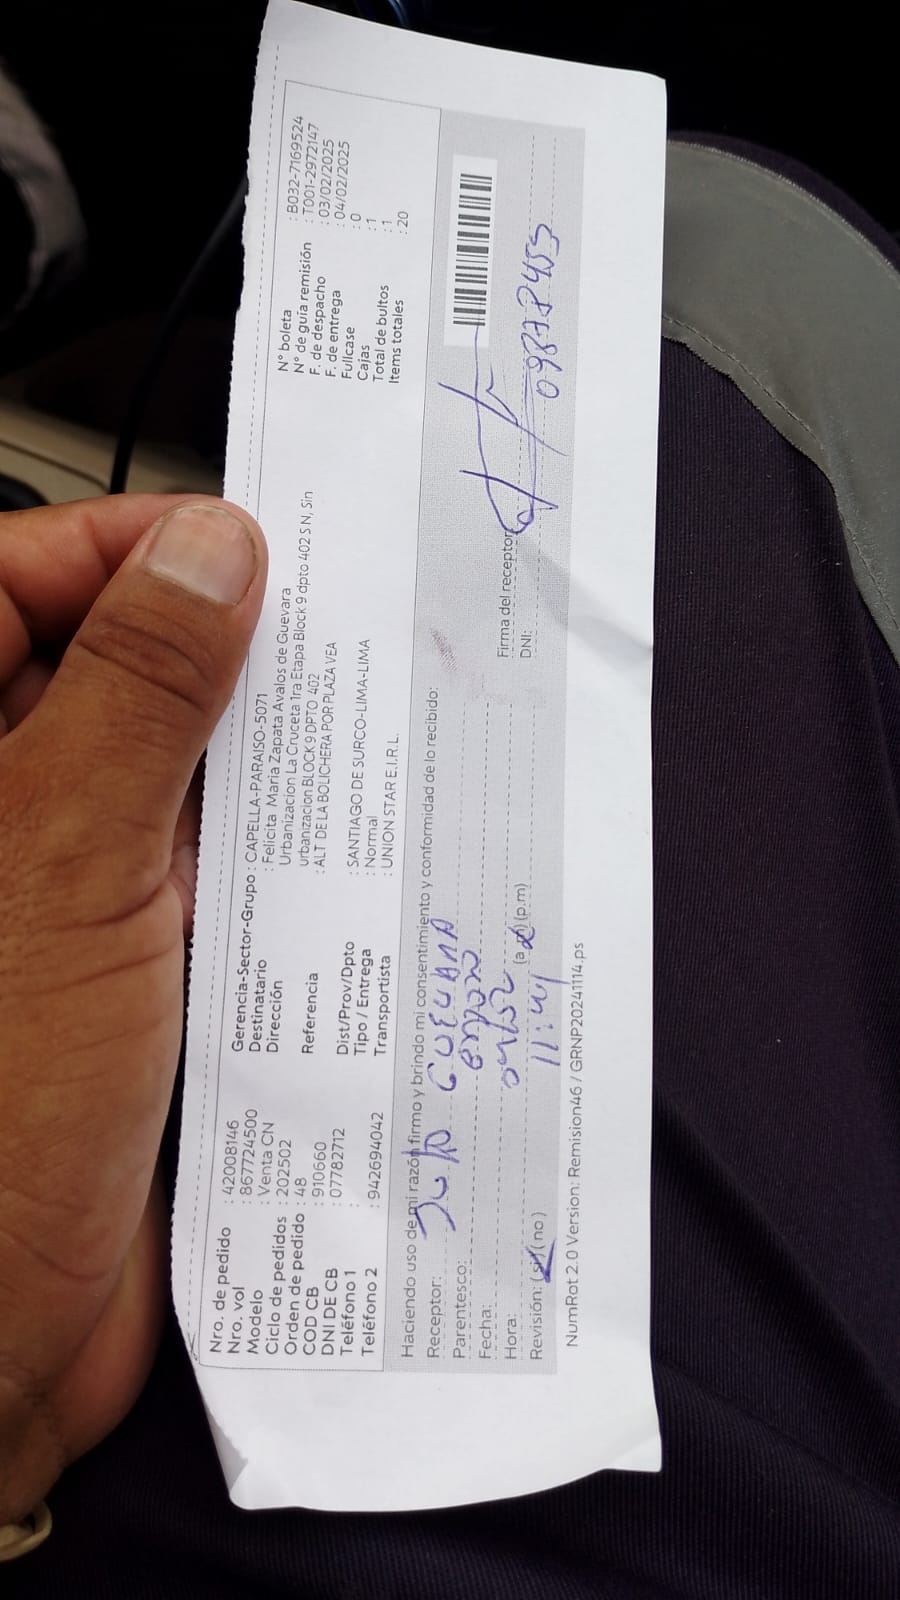 Nro. de pedido : 42008146
Nro. vol : 867724500
Modelo : Venta CN
Ciclo de pedidos : 202502
Orden de pedido : 48
COD CB : 910660
DNI DE CB : 07782712
Teléfono 1 :
Teléfono 2 : 942694042
Gerencia-Sector-Grupo : CAPELLA-PARAISO-5071
Destinatario : Felicita Maria Zapata Avalos de Guevara
Dirección Urbanizacion La Cruceta 1ra Etapa Block 9 dpto 402 S N, Sin
urbanizacion BLOCK 9 DPTO 402
Referencia : ALT DE LA BOLICHERA POR PLAZA VEA
Dist/Prov/Dpto : SANTIAGO DE SURCO-LIMA-LIMA
Tipo / Entrega : Normal
Transportista : UNION STAR E.I.R.L.
N° boleta : B032-7169524
N° de guía remisión : T001-2972147
F. de despacho : 03/02/2025
F. de entrega : 04/02/2025
Fullcase : 0
Cajas : 1
Total de bultos : 1
Items totales : 20
Haciendo uso de mi razón firmo y brindo mi consentimiento y conformidad de lo recibido:
Receptor:
Parentesco:
Fecha:
Hora: (p.m)
Revisión: (si) (no)
Firma del receptor
DNI:
NumRot 2.0 Version: Remision46 / GRNP20241114.ps